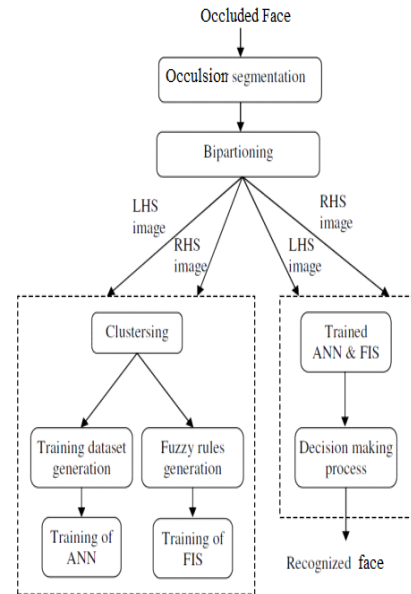 Occluded Face
Occulsion segmentation
Bipartioning
LHS
image
RHS
image
LHS
image
RHS
image
Clustersing
Training dataset
generation
Fuzzy rules
generation
Training of
ANN
Training of
FIS
Trained
ANN & FIS
Decision making
process
Recognized face